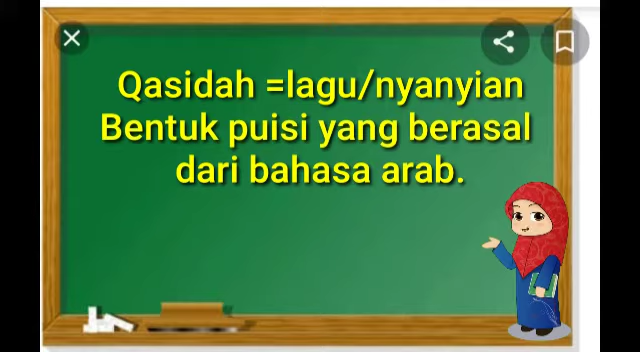 Qasidah =lagu/nyanyian
Bentuk puisi yang berasal
dari bahasa arab.